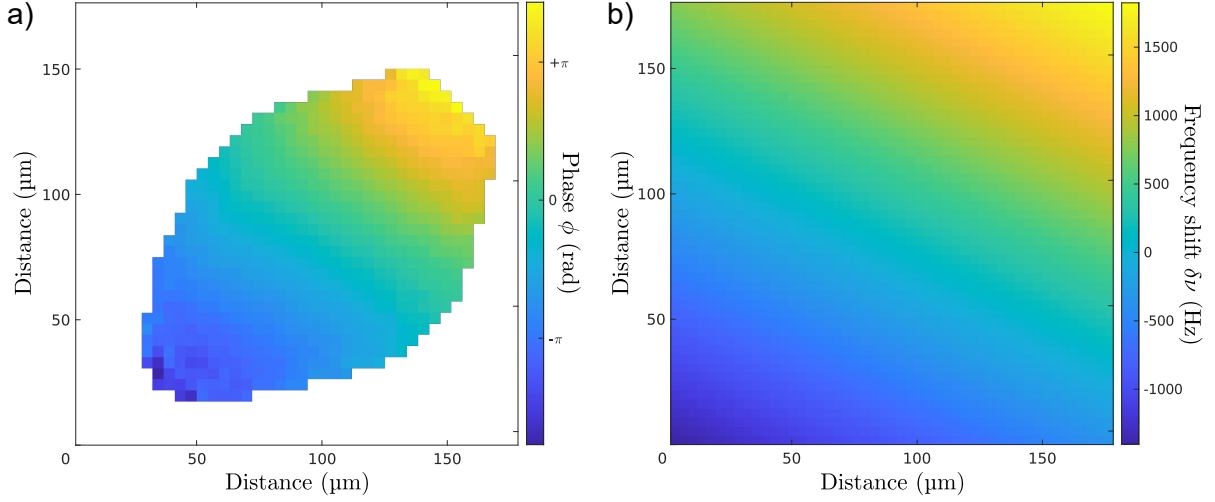 a)
150
100
50
0
50
100
150
Distance (µm)
Distance (µm)
+π
0
-π
Phase ϕ (rad)
b)
150
100
50
0
50
100
150
Distance (µm)
Distance (µm)
1500
1000
500
0
-500
-1000
Frequency shift δν (Hz)